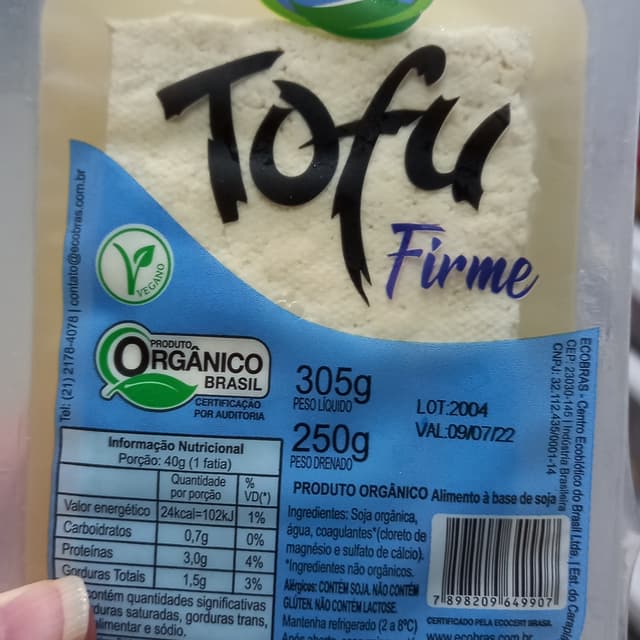 Tofu
Firme
VEGANO
PRODUTO
ORGÂNICO
BRASIL
CERTIFICAÇÃO
POR AUDITORIA
Tel: (21) 2178-4078 | contato@ecobras.com.br
305g
PESO LÍQUIDO
250g
PESO DRENADO
LOT:2004
VAL:09/07/22
ECOBRAS - Centro Ecobiótico do Brasil Ltda. | Est. do
CEP: 23030-145 | Indústria Brasileira
CNPJ: 32.112.435/0001-14
Informação Nutricional
Porção: 40g (1 fatia)
Quantidade por porção % VD(*)
Valor energético 24kcal=102kJ 1%
Carboidratos 0,7g 0%
Proteínas 3,0g 4%
Gorduras Totais 1,5g 3%
contém quantidades significativas
gorduras saturadas, gorduras trans,
alimentar e sódio.
PRODUTO ORGÂNICO Alimento à base de soja
Ingredientes: Soja orgânica,
água, coagulantes*(cloreto de
magnésio e sulfato de cálcio).
*Ingredientes não orgânicos.
Alérgicos: CONTÉM SOJA. NÃO CONTÉM
GLÚTEN. NÃO CONTÉM LACTOSE.
Mantenha refrigerado (2 a 8ºC)
7898209649907
CERTIFICADO PELA ECOCERT BRASIL
www.ecobras.com.br